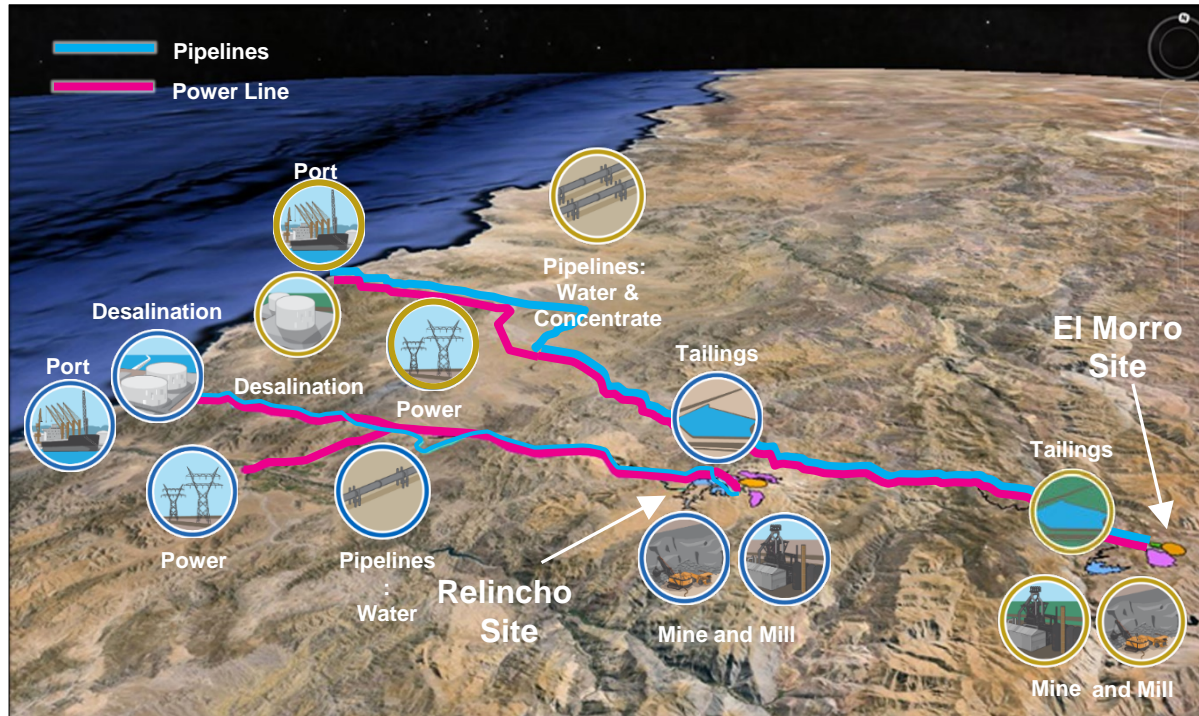 Pipelines
Power Line
N
Port
Pipelines:
Water &
Concentrate
Desalination
Port
Desalination
Power
Tailings
El Morro
Site
Tailings
Power
Pipelines
:
Water
Relincho
Site
Mine and Mill
Mine and Mill